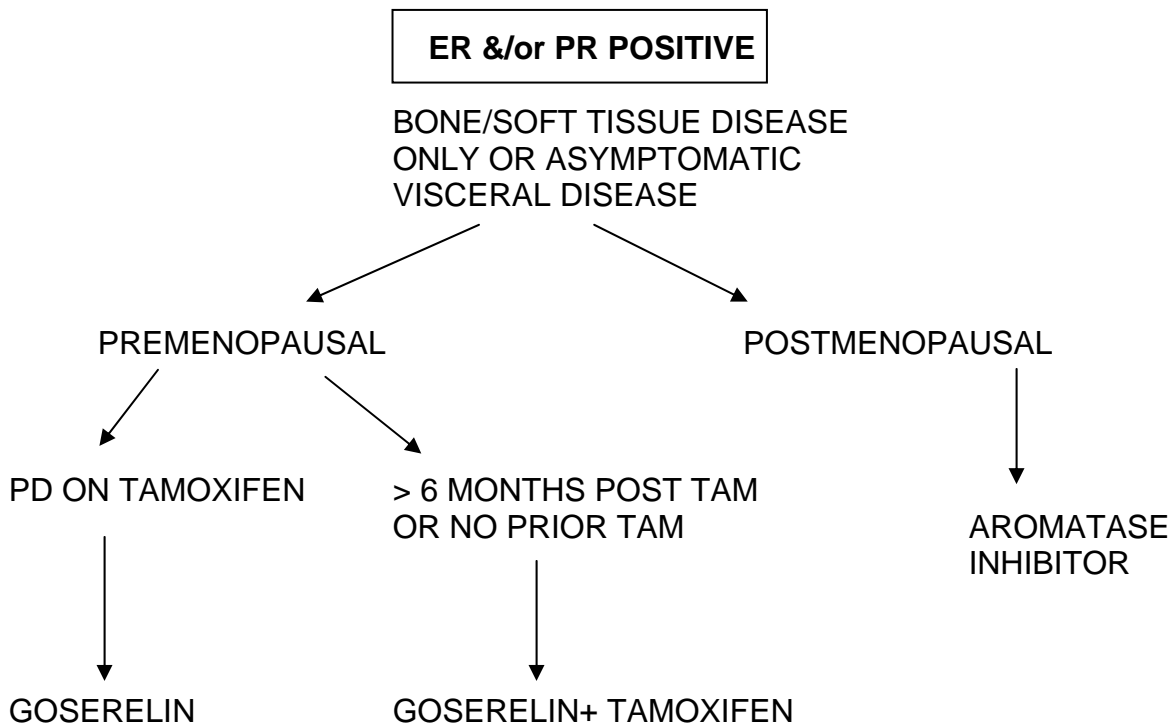 ER &/or PR POSITIVE
BONE/SOFT TISSUE DISEASE
ONLY OR ASYMPTOMATIC
VISCERAL DISEASE
PREMENOPAUSAL
POSTMENOPAUSAL
PD ON TAMOXIFEN
> 6 MONTHS POST TAM
OR NO PRIOR TAM
AROMATASE
INHIBITOR
GOSERELIN
GOSERELIN+ TAMOXIFEN